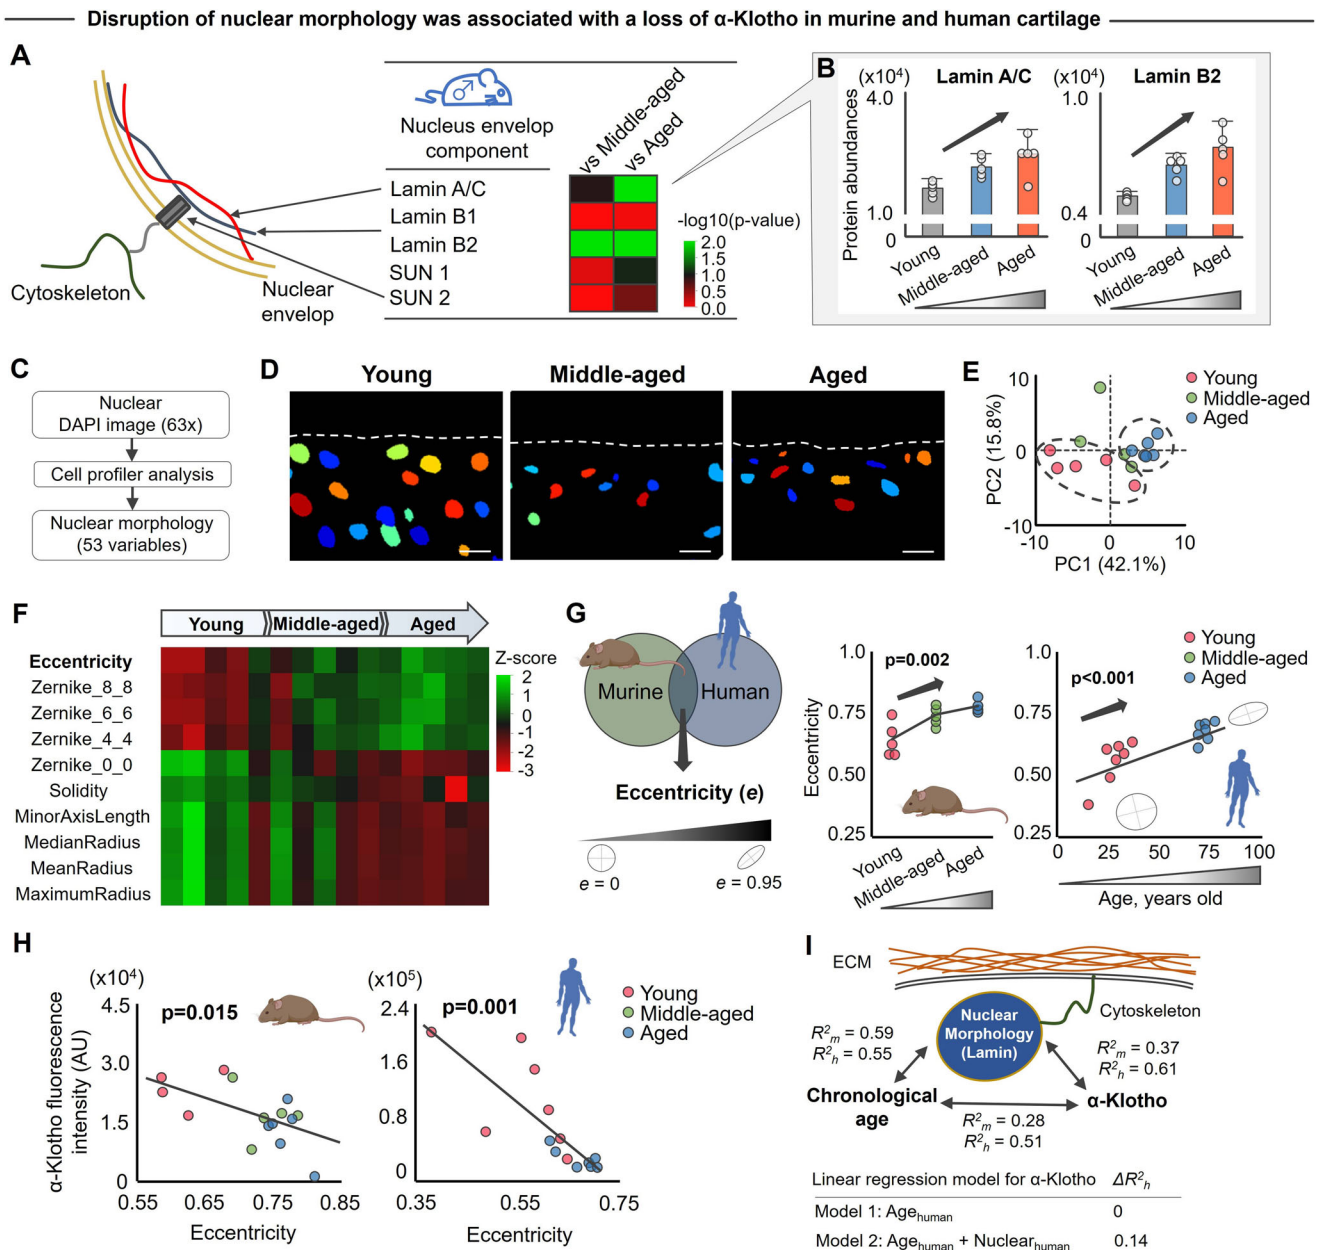 Disruption of nuclear morphology was associated with a loss of α-Klotho in murine and human cartilage
A
Cytoskeleton
Nuclear
envelop
Nucleus envelop
component
vs Middle-aged
vs Aged
Lamin A/C
Lamin B1
Lamin B2
SUN 1
SUN 2
-log10(p-value)
2.0
1.5
1.0
0.5
0.0
B
(x10⁴)
Lamin A/C
Protein abundances
4.0
1.0
0
Young
Middle-aged
Aged
(x10⁴)
Lamin B2
1.0
0.4
0
Young
Middle-aged
Aged
C
Nuclear
DAPI image (63x)
Cell profiler analysis
Nuclear morphology
(53 variables)
D
Young
Middle-aged
Aged
E
Young
Middle-aged
Aged
PC2 (15.8%)
10
0
-10
-10
0
10
PC1 (42.1%)
F
Young
Middle-aged
Aged
Eccentricity
Zernike_8_8
Zernike_6_6
Zernike_4_4
Zernike_0_0
Solidity
MinorAxisLength
MedianRadius
MeanRadius
MaximumRadius
Z-score
2
1
0
-1
-2
-3
G
Murine
Human
Eccentricity (e)
e = 0
e = 0.95
Eccentricity
1.0
0.75
0.50
0.25
p=0.002
Young
Middle-aged
Aged
Young
Middle-aged
Aged
1.0
0.75
0.50
0.25
p<0.001
0
25
50
75
100
Age, years old
H
(x10⁴)
α-Klotho fluorescence
intensity (AU)
4.5
3.0
1.5
0
p=0.015
0.55
0.65
0.75
0.85
Eccentricity
(x10⁵)
2.4
1.6
0.8
0
p=0.001
0.35
0.55
0.75
Eccentricity
Young
Middle-aged
Aged
I
ECM
Nuclear
Morphology
(Lamin)
Cytoskeleton
R²m = 0.59
R²h = 0.55
R²m = 0.37
R²h = 0.61
Chronological
age
α-Klotho
R²m = 0.28
R²h = 0.51
Linear regression model for α-Klotho ΔR²h
Model 1: Agehuman 0
Model 2: Agehuman + Nuclearhuman 0.14